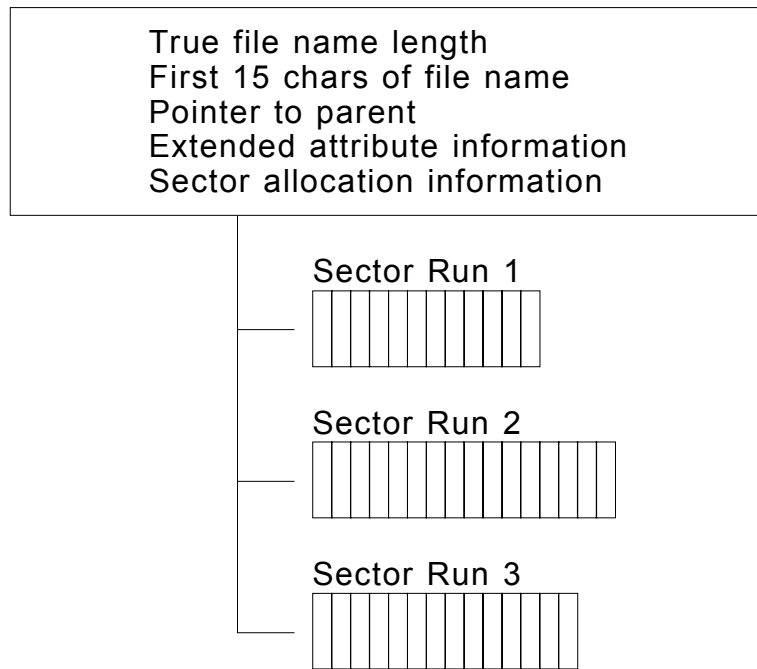 True file name length
First 15 chars of file name
Pointer to parent
Extended attribute information
Sector allocation information
Sector Run 1
Sector Run 2
Sector Run 3